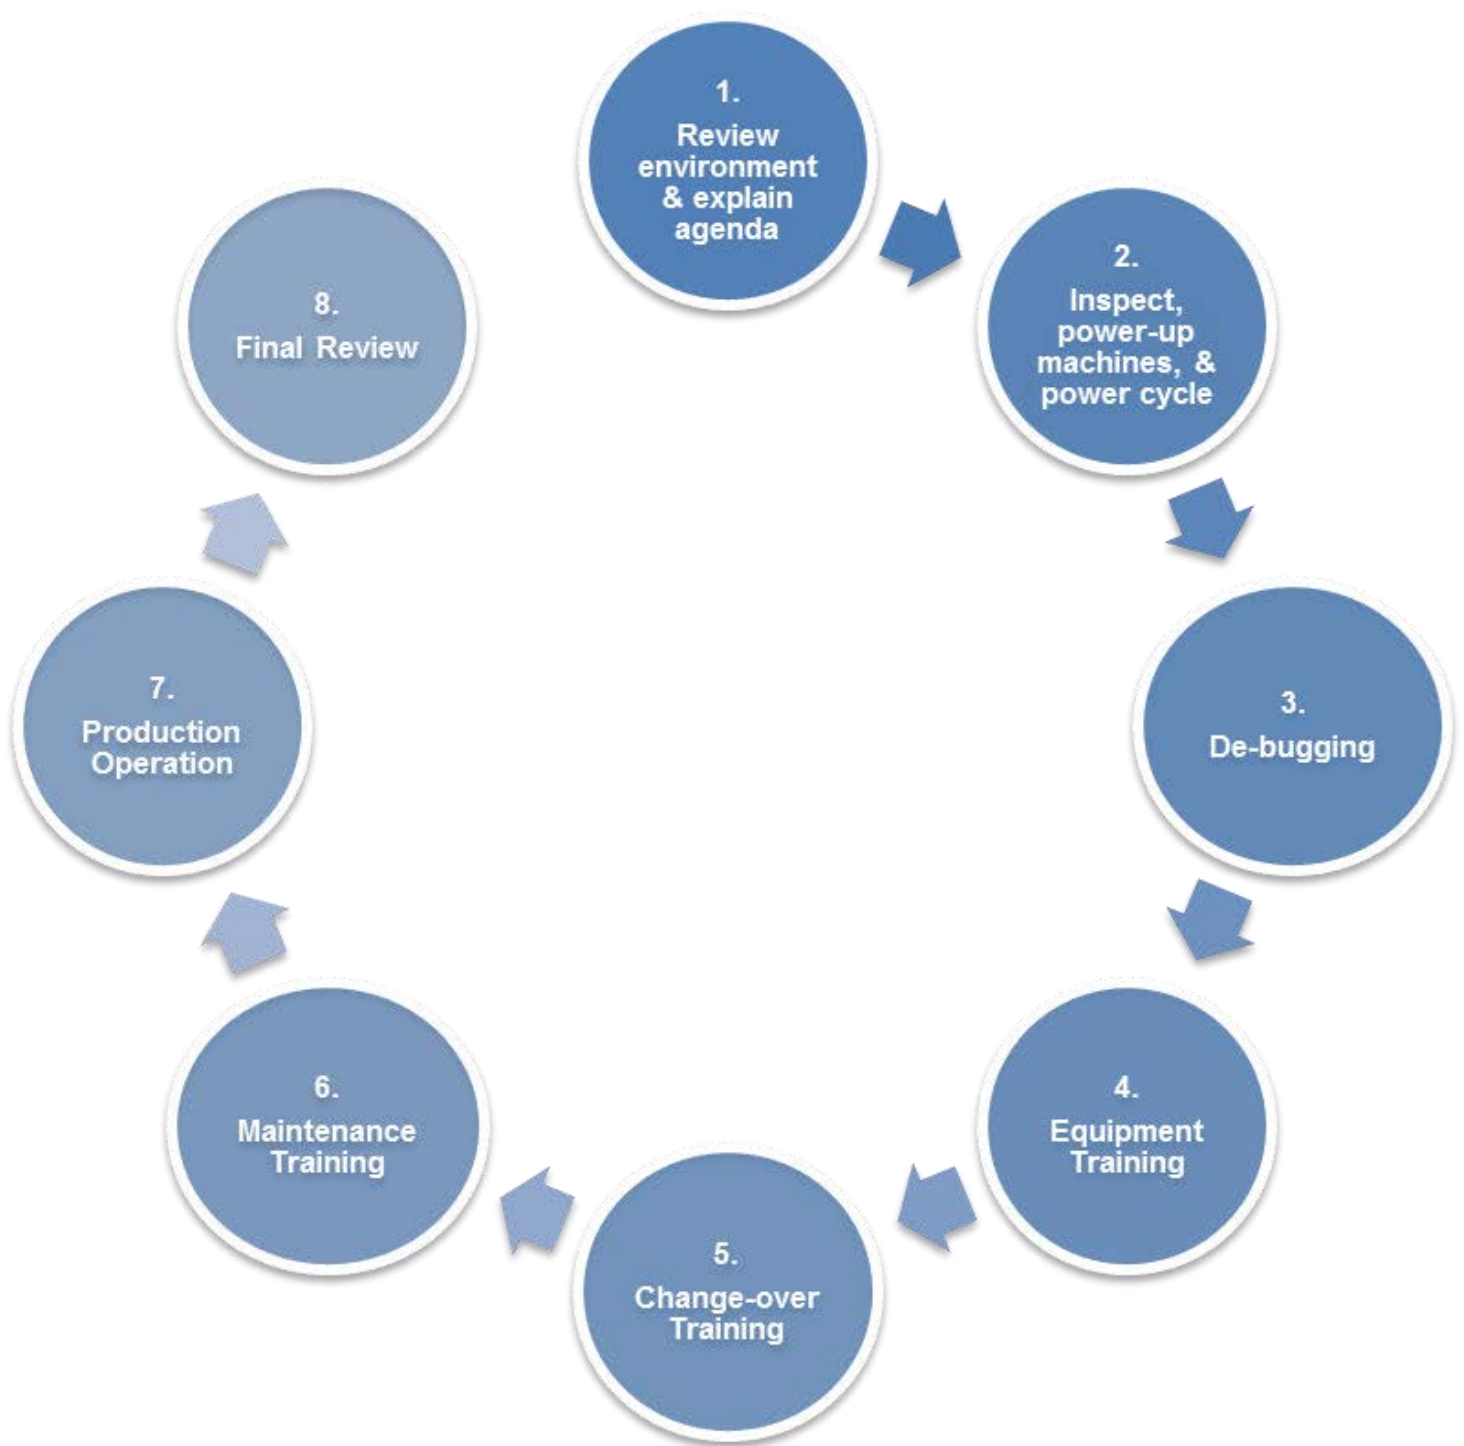 1.
Review
environment
& explain
agenda
2.
Inspect,
power-up
machines, &
power cycle
3.
De-bugging
4.
Equipment
Training
5.
Change-over
Training
6.
Maintenance
Training
7.
Production
Operation
8.
Final Review